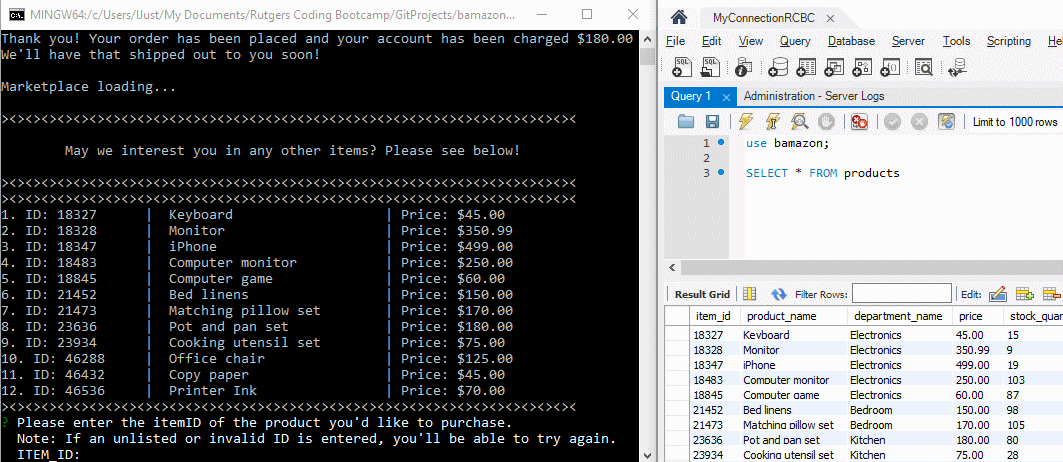 MINGW64:/c/Users/IJust/My Documents/Rutgers Coding Bootcamp/GitProjects/bamazon...
Thank you! Your order has been placed and your account has been charged $180.00
We'll have that shipped out to you soon!
Marketplace loading...
><><><><><><><><><><><><><><><><><><><><><><><><><><><><><><><><><><><><
May we interest you in any other items? Please see below!
><><><><><><><><><><><><><><><><><><><><><><><><><><><><><><><><><><><><
><><><><><><><><><><><><><><><><><><><><><><><><><><><><><><><><><><><><
1. ID: 18327 | Keyboard | Price: $45.00
2. ID: 18328 | Monitor | Price: $350.99
3. ID: 18347 | iPhone | Price: $499.00
4. ID: 18483 | Computer monitor | Price: $250.00
5. ID: 18845 | Computer game | Price: $60.00
6. ID: 21452 | Bed linens | Price: $150.00
7. ID: 21473 | Matching pillow set | Price: $170.00
8. ID: 23636 | Pot and pan set | Price: $180.00
9. ID: 23934 | Cooking utensil set | Price: $75.00
10. ID: 46288 | Office chair | Price: $125.00
11. ID: 46432 | Copy paper | Price: $45.00
12. ID: 46536 | Printer Ink | Price: $70.00
><><><><><><><><><><><><><><><><><><><><><><><><><><><><><><><><><><><><
? Please enter the itemID of the product you'd like to purchase.
Note: If an unlisted or invalid ID is entered, you'll be able to try again.
ITEM_ID:
MyConnectionRCBC
File Edit View Query Database Server Tools Scripting
Query 1 Administration - Server Logs
Limit to 1000 rows
1 use bamazon;
2
3 SELECT * FROM products
Result Grid Filter Rows: Edit:
item_id product_name department_name price stock_quan
18327 Keyboard Electronics 45.00 15
18328 Monitor Electronics 350.99 9
18347 iPhone Electronics 499.00 19
18483 Computer monitor Electronics 250.00 103
18845 Computer game Electronics 60.00 87
21452 Bed linens Bedroom 150.00 98
21473 Matching pillow set Bedroom 170.00 105
23636 Pot and pan set Kitchen 180.00 80
23934 Cooking utensil set Kitchen 75.00 28